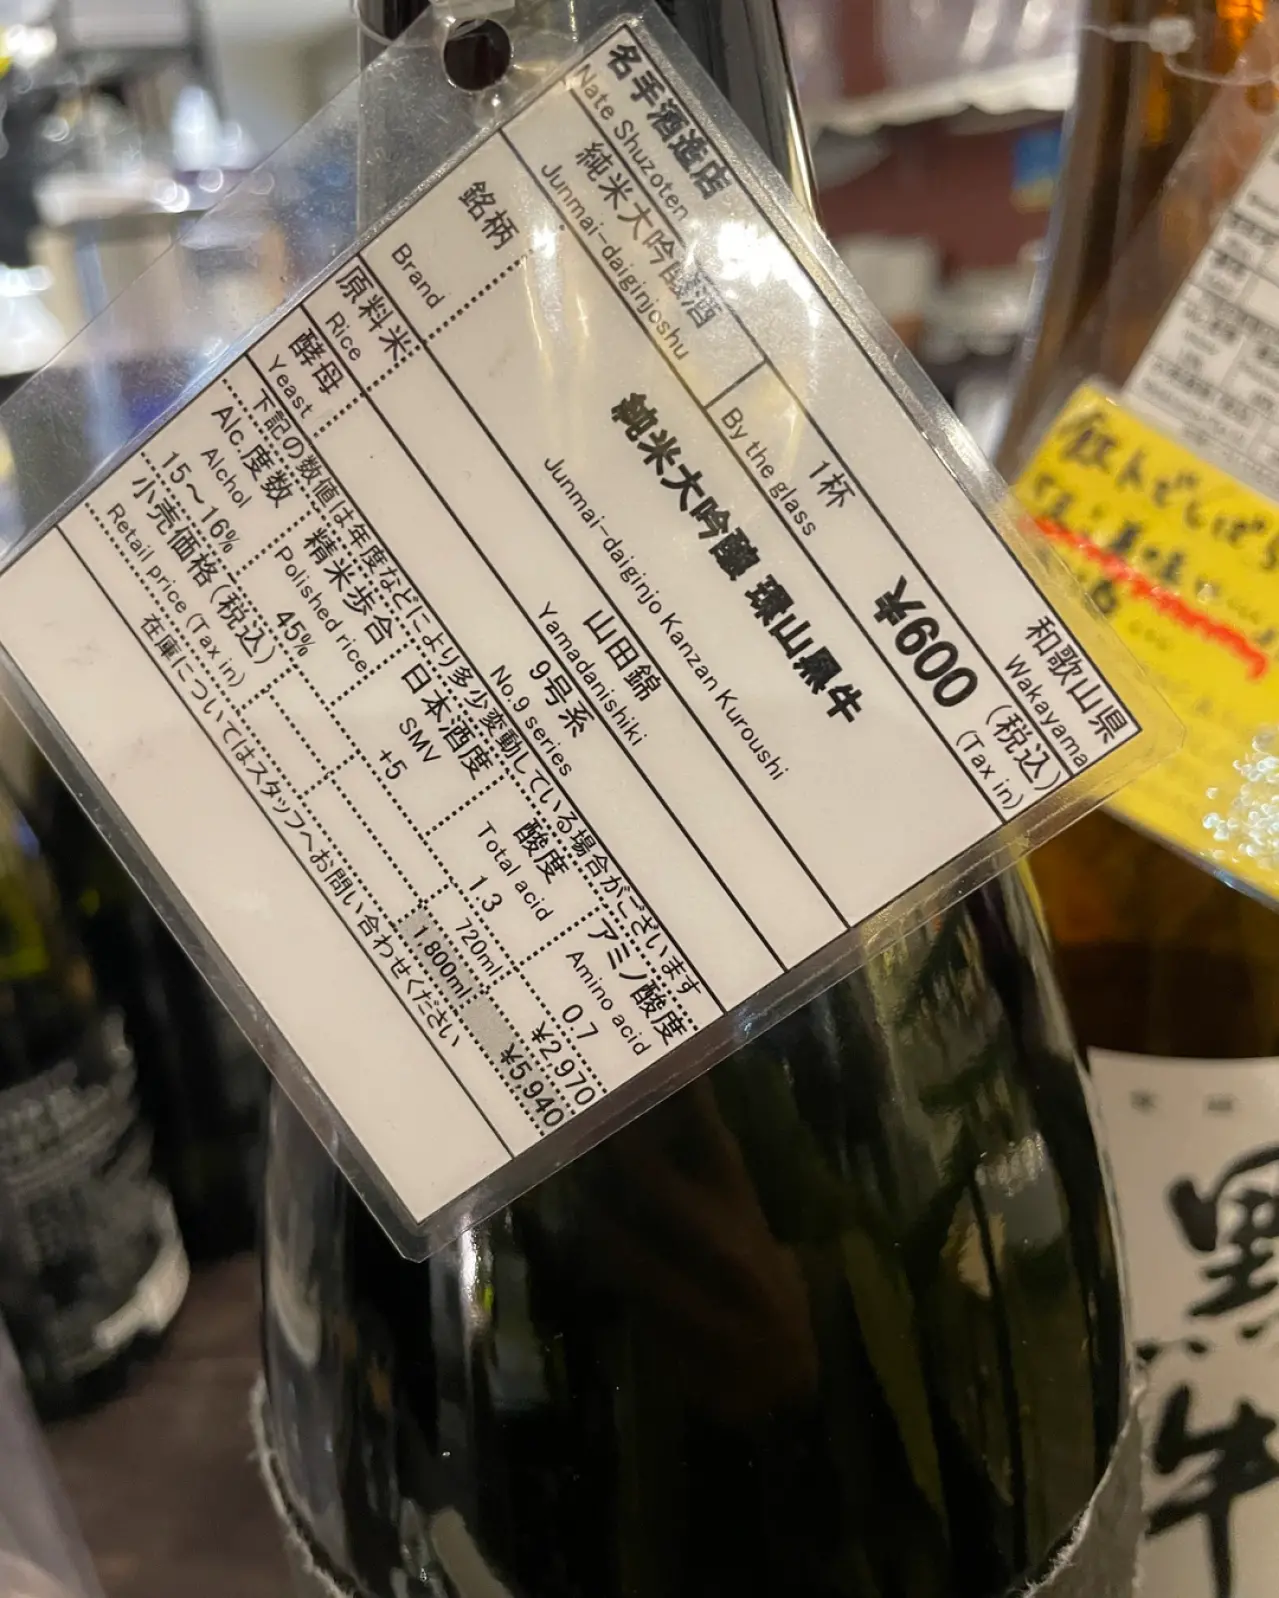 名手酒造店
Nate Shuzoten
和歌山県
Wakayama
純米大吟醸酒
Junmai-daiginjoshu
1杯
By the glass
¥600
(税込)
(Tax in)
銘柄
Brand
純米大吟醸 環山黒牛
Junmai-daiginjo Kanzan Kuroushi
原料米
Rice
山田錦
Yamadanishiki
酵母
Yeast
9号系
No.9 series
下記の数値は年度などにより多少変動している場合がございます
Alc.度数
Alchol
精米歩合
Polished rice
日本酒度
SMV
酸度
Total acid
アミノ酸度
Amino acid
15～16%
45%
+5
1.3
0.7
小売価格(税込)
Retail price (Tax in)
720ml
¥2,970
1800ml
¥5,940
在庫についてはスタッフへお問い合わせください
黒
牛